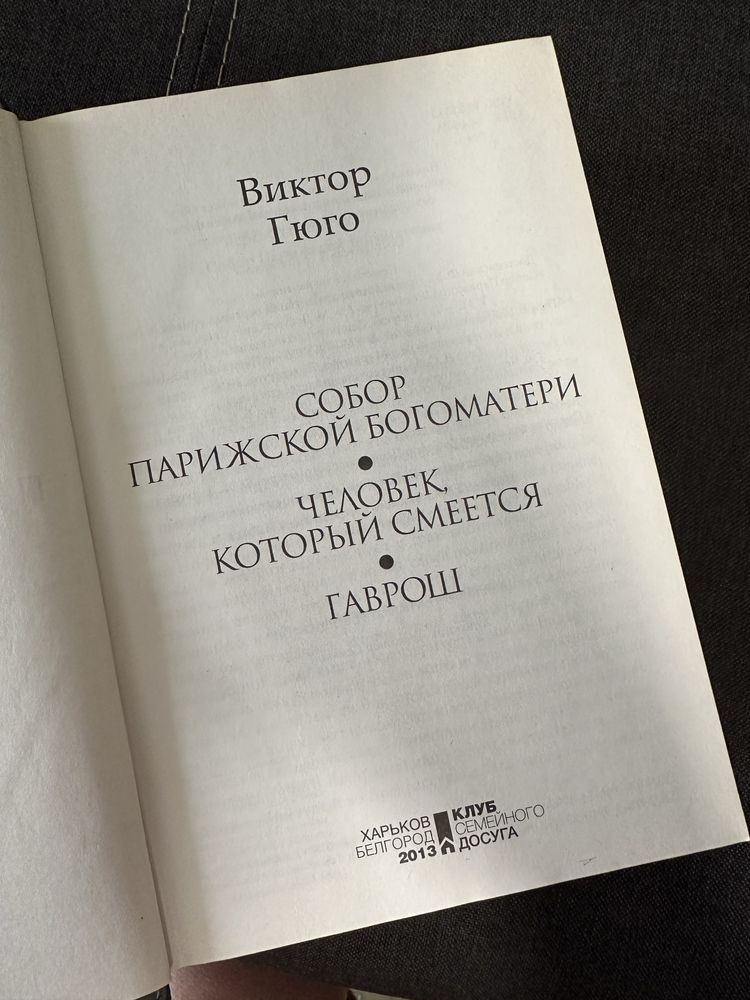 Виктор
Гюго
СОБОР
ПАРИЖСКОЙ БОГОМАТЕРИ
•
ЧЕЛОВЕК,
КОТОРЫЙ СМЕЕТСЯ
•
ГАВРОШ
ХАРЬКОВ
БЕЛГОРОД
2013
КЛУБ
СЕМЕЙНОГО
ДОСУГА